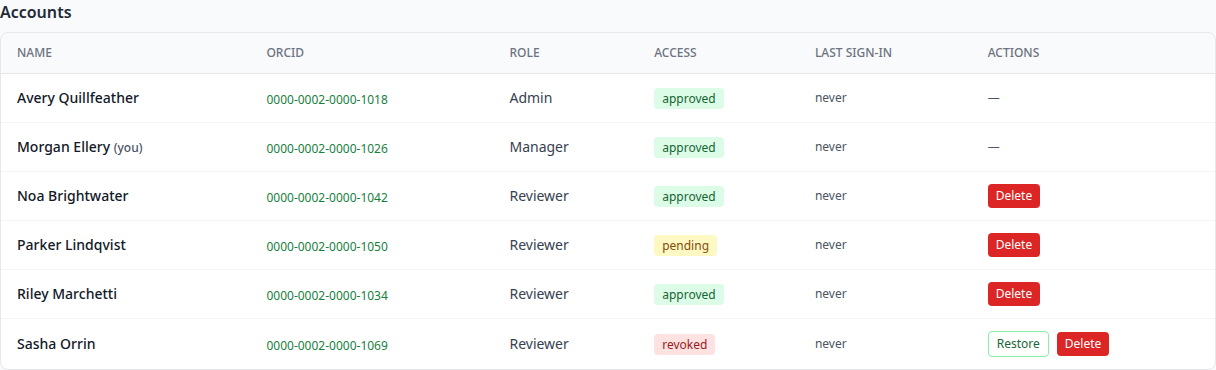 Accounts
NAME ORCID ROLE ACCESS LAST SIGN-IN ACTIONS
Avery Quillfeather 0000-0002-0000-1018 Admin approved never —
Morgan Ellery (you) 0000-0002-0000-1026 Manager approved never —
Noa Brightwater 0000-0002-0000-1042 Reviewer approved never Delete
Parker Lindqvist 0000-0002-0000-1050 Reviewer pending never Delete
Riley Marchetti 0000-0002-0000-1034 Reviewer approved never Delete
Sasha Orrin 0000-0002-0000-1069 Reviewer revoked never Restore Delete